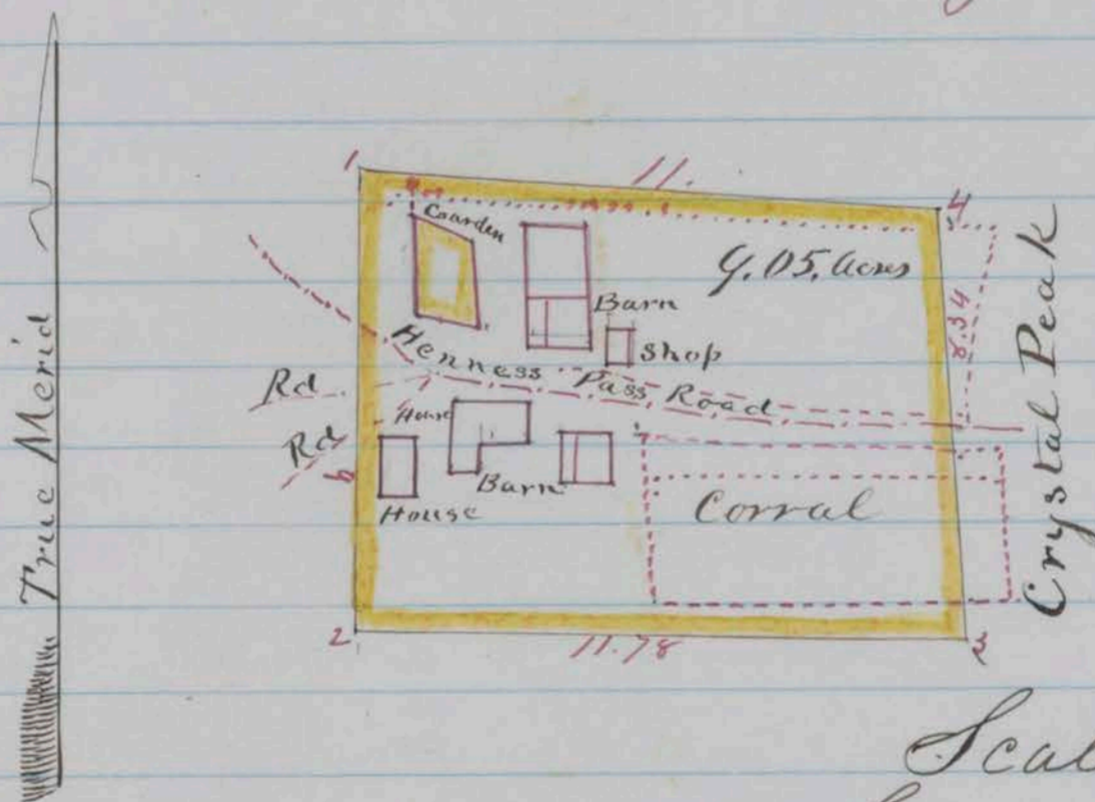 1
11.
4
Garden
9.05. Acres
Barn
Shop
8.34
Henness Pass Road
Rd
Rd
House
House
Barn
Corral
2
11.78
3
True Merid
Crystal Peak
Scal